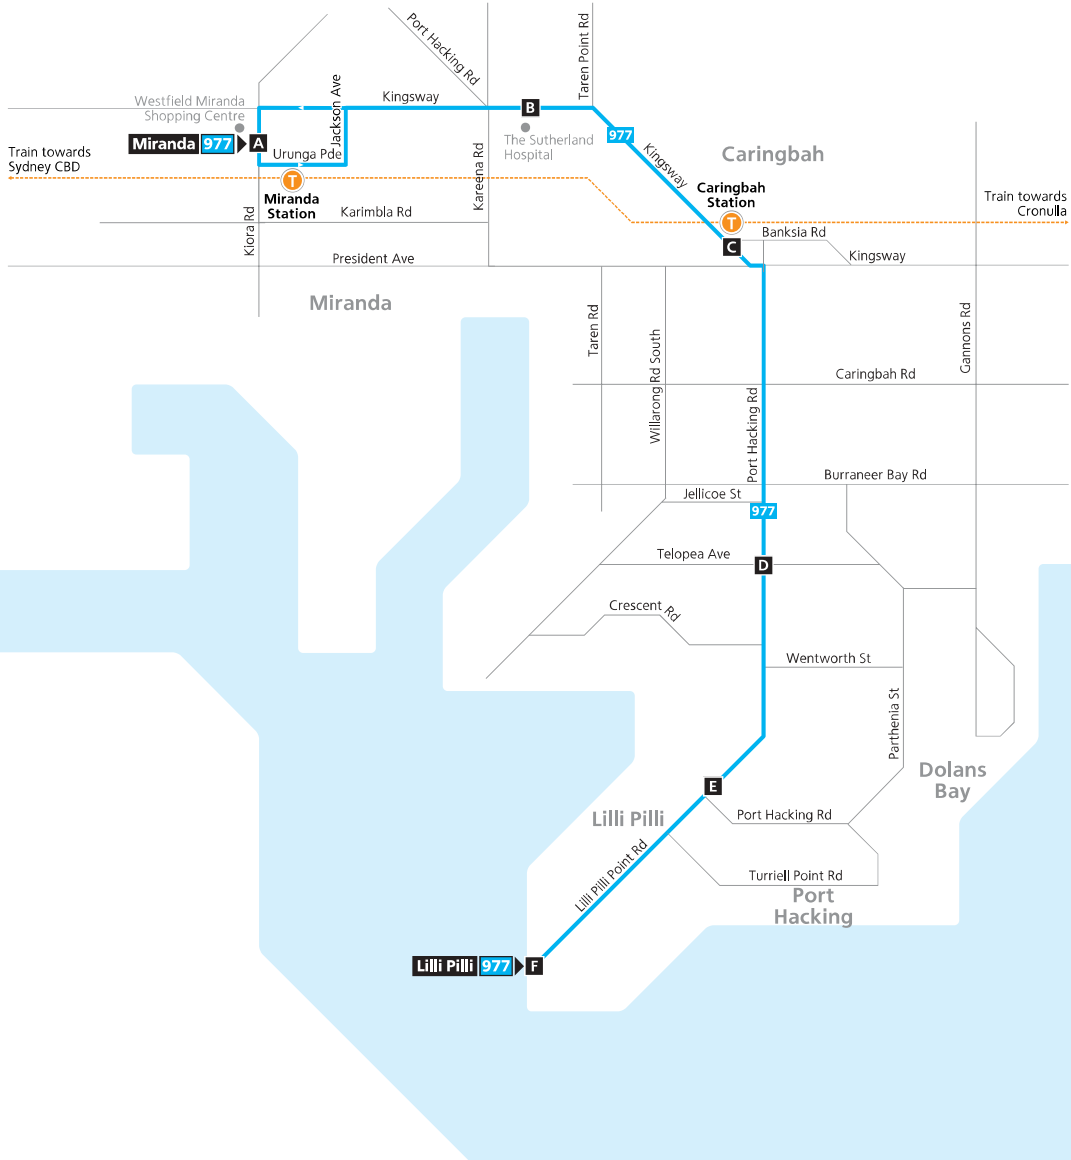 Port Hacking Rd
Taren Point Rd
Westfield Miranda
Shopping Centre
Jackson Ave
Kingsway
B
977
Miranda 977 A
Urunga Pde
The Sutherland
Hospital
Kingsway
Caringbah
Train towards
Sydney CBD
T
Miranda
Station
Kareena Rd
Caringbah
Station
T
Train towards
Cronulla
Kiora Rd
Karimbla Rd
C
Banksia Rd
Kingsway
President Ave
Miranda
Taren Rd
Willarong Rd South
Gannons Rd
Caringbah Rd
Port Hacking Rd
Burraneer Bay Rd
Jellicoe St
977
Telopea Ave
D
Crescent Rd
Wentworth St
Parthenia St
Dolans
Bay
E
Lilli Pilli
Port Hacking Rd
Lilli Pilli Point Rd
Turriell Point Rd
Port
Hacking
Lilli Pilli 977 F